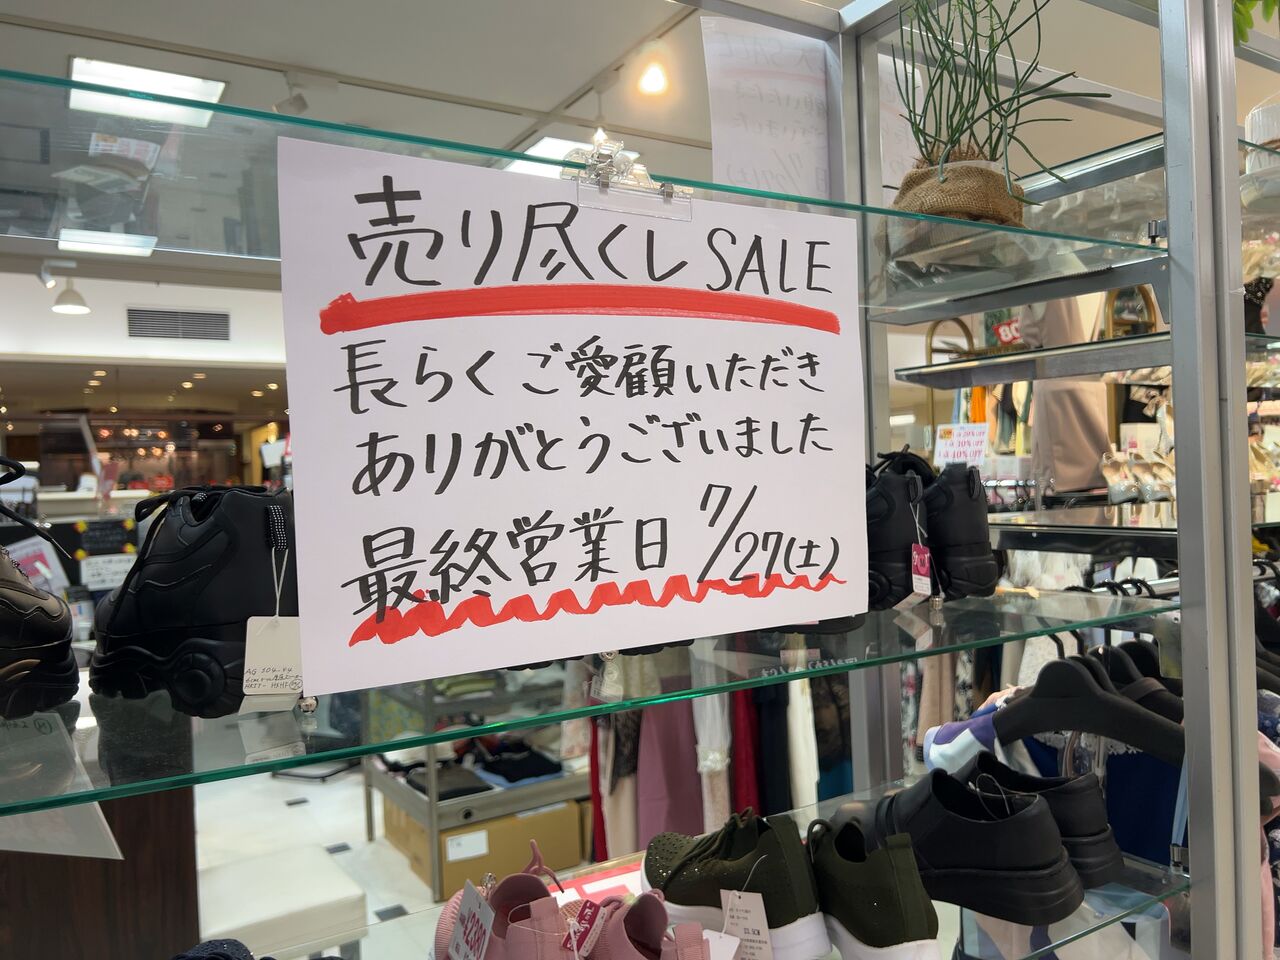 売り尽くしSALE
長らくご愛顧いただき
ありがとうございました
最終営業日 7/27(土)